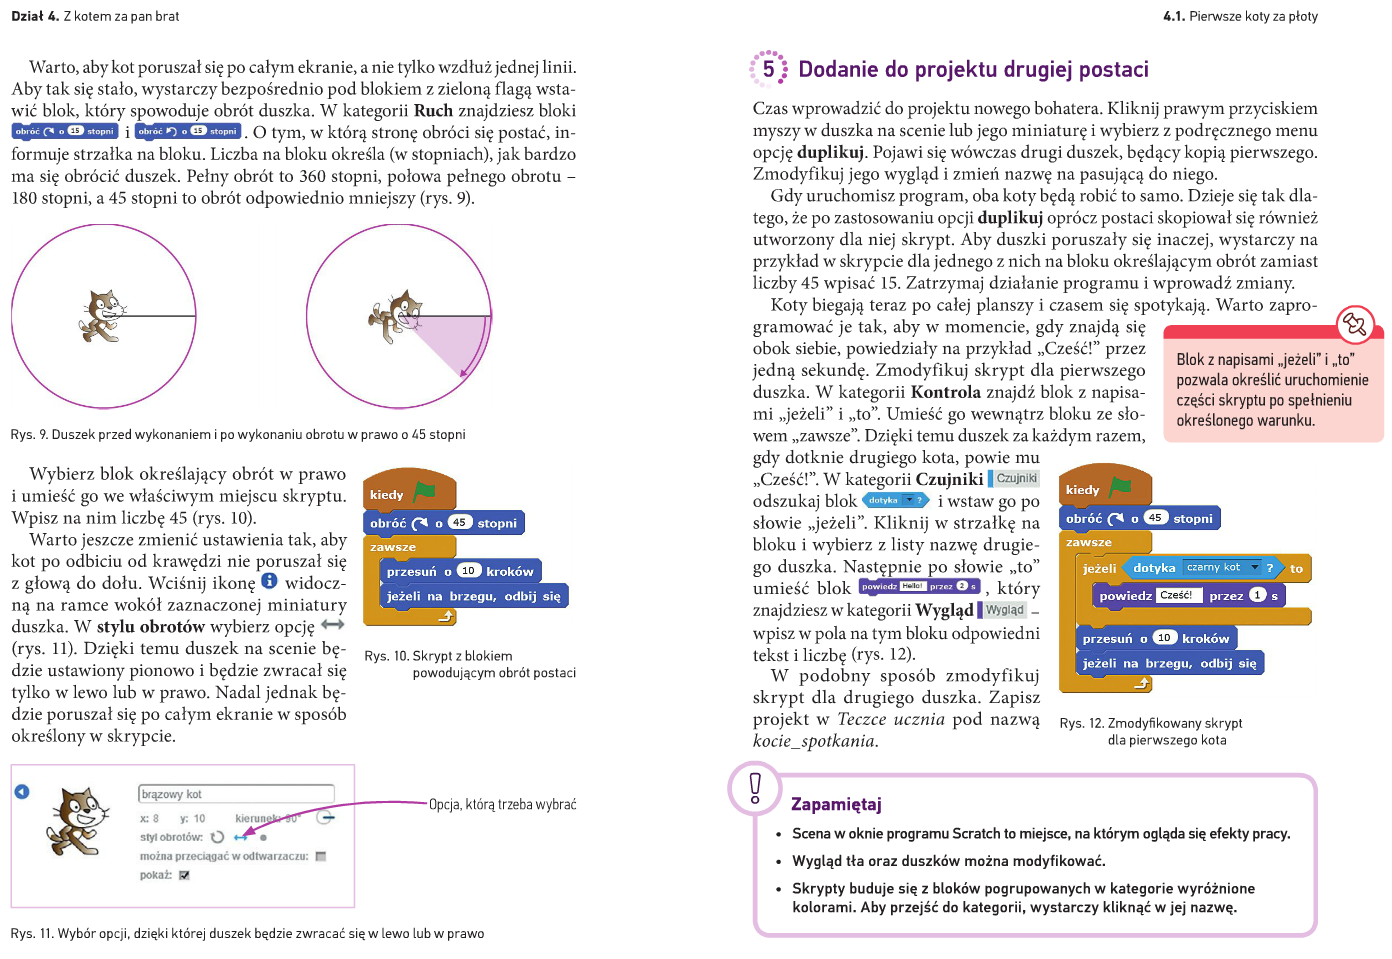 Dział 4. Z kotem za pan brat
Warto, aby kot poruszał się po całym ekranie, a nie tylko wzdłuż jednej linii.
Aby tak się stało, wystarczy bezpośrednio pod blokiem z zieloną flagą wsta-
wić blok, który spowoduje obrót duszka. W kategorii Ruch znajdziesz bloki
obróć o 15 stopni i obróć o 15 stopni . O tym, w którą stronę obróci się postać, in-
formuje strzałka na bloku. Liczba na bloku określa (w stopniach), jak bardzo
ma się obrócić duszek. Pełny obrót to 360 stopni, połowa pełnego obrotu –
180 stopni, a 45 stopni to obrót odpowiednio mniejszy (rys. 9).
Rys. 9. Duszek przed wykonaniem i po wykonaniu obrotu w prawo o 45 stopni
Wybierz blok określający obrót w prawo
i umieść go we właściwym miejscu skryptu.
Wpisz na nim liczbę 45 (rys. 10).
Warto jeszcze zmienić ustawienia tak, aby
kot po odbiciu od krawędzi nie poruszał się
z głową do dołu. Wciśnij ikonę i widocz-
ną na ramce wokół zaznaczonej miniatury
duszka. W stylu obrotów wybierz opcję ↔
(rys. 11). Dzięki temu duszek na scenie bę-
dzie ustawiony pionowo i będzie zwracał się
tylko w lewo lub w prawo. Nadal jednak bę-
dzie poruszał się po całym ekranie w sposób
określony w skrypcie.
kiedy
obróć o 45 stopni
zawsze
przesuń o 10 kroków
jeżeli na brzegu, odbij się
Rys. 10. Skrypt z blokiem
powodującym obrót postaci
brązowy kot
x: 8 y: 10 kierunek: 90°
styl obrotów:
można przeciągać w odtwarzaczu:
pokaż:
Opcja, którą trzeba wybrać
Rys. 11. Wybór opcji, dzięki której duszek będzie zwracać się w lewo lub w prawo
4.1. Pierwsze koty za płoty
5 Dodanie do projektu drugiej postaci
Czas wprowadzić do projektu nowego bohatera. Kliknij prawym przyciskiem
myszy w duszka na scenie lub jego miniaturę i wybierz z podręcznego menu
opcję duplikuj. Pojawi się wówczas drugi duszek, będący kopią pierwszego.
Zmodyfikuj jego wygląd i zmień nazwę na pasującą do niego.
Gdy uruchomisz program, oba koty będą robić to samo. Dzieje się tak dla-
tego, że po zastosowaniu opcji duplikuj oprócz postaci skopiował się również
utworzony dla niej skrypt. Aby duszki poruszały się inaczej, wystarczy na
przykład w skrypcie dla jednego z nich na bloku określającym obrót zamiast
liczby 45 wpisać 15. Zatrzymaj działanie programu i wprowadź zmiany.
Koty biegają teraz po całej planszy i czasem się spotykają. Warto zapro-
gramować je tak, aby w momencie, gdy znajdą się
obok siebie, powiedziały na przykład „Cześć!” przez
jedną sekundę. Zmodyfikuj skrypt dla pierwszego
duszka. W kategorii Kontrola znajdź blok z napisa-
mi „jeżeli” i „to”. Umieść go wewnątrz bloku ze sło-
wem „zawsze”. Dzięki temu duszek za każdym razem,
gdy dotknie drugiego kota, powie mu
„Cześć!”. W kategorii Czujniki Czujniki
odszukaj blok dotyka ? i wstaw go po
słowie „jeżeli”. Kliknij w strzałkę na
bloku i wybierz z listy nazwę drugie-
go duszka. Następnie po słowie „to”
umieść blok powiedz Hello! przez 2 s , który
znajdziesz w kategorii Wygląd Wygląd –
wpisz w pola na tym bloku odpowiedni
tekst i liczbę (rys. 12).
W podobny sposób zmodyfikuj
skrypt dla drugiego duszka. Zapisz
projekt w Teczce ucznia pod nazwą
kocie_spotkania.
Blok z napisami „jeżeli” i „to”
pozwala określić uruchomienie
części skryptu po spełnieniu
określonego warunku.
kiedy
obróć o 45 stopni
zawsze
jeżeli dotyka czarny kot ? to
powiedz Cześć! przez 1 s
przesuń o 10 kroków
jeżeli na brzegu, odbij się
Rys. 12. Zmodyfikowany skrypt
dla pierwszego kota
Zapamiętaj
• Scena w oknie programu Scratch to miejsce, na którym ogląda się efekty pracy.
• Wygląd tła oraz duszków można modyfikować.
• Skrypty buduje się z bloków pogrupowanych w kategorie wyróżnione
kolorami. Aby przejść do kategorii, wystarczy kliknąć w jej nazwę.